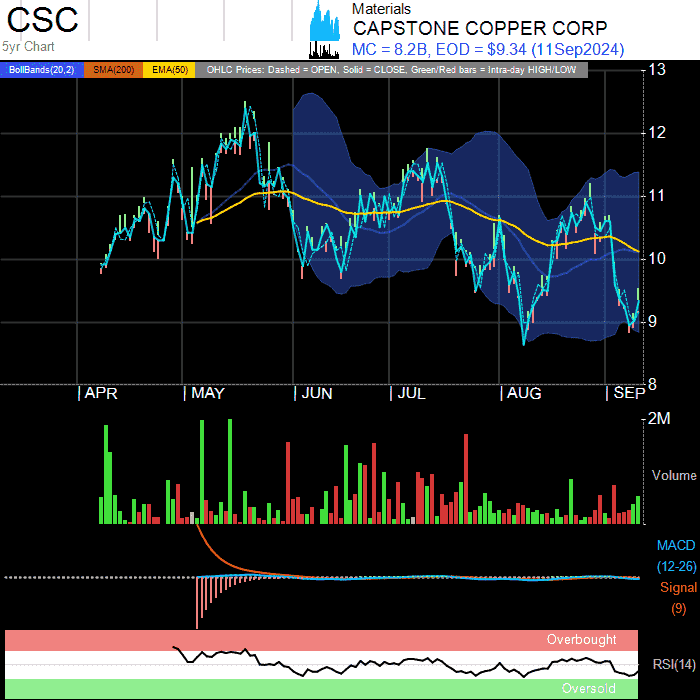 CSC
5yr Chart
Materials
CAPSTONE COPPER CORP
MC = 8.2B, EOD = $9.34 (11Sep2024)
BollBands(20,2) SMA(200) EMA(50) OHLC Prices: Dashed = OPEN, Solid = CLOSE, Green/Red bars = Intra-day HIGH/LOW
13
12
11
10
9
8
APR MAY JUN JUL AUG SEP
2M
Volume
MACD
(12-26)
Signal
(9)
Overbought
RSI(14)
Oversold